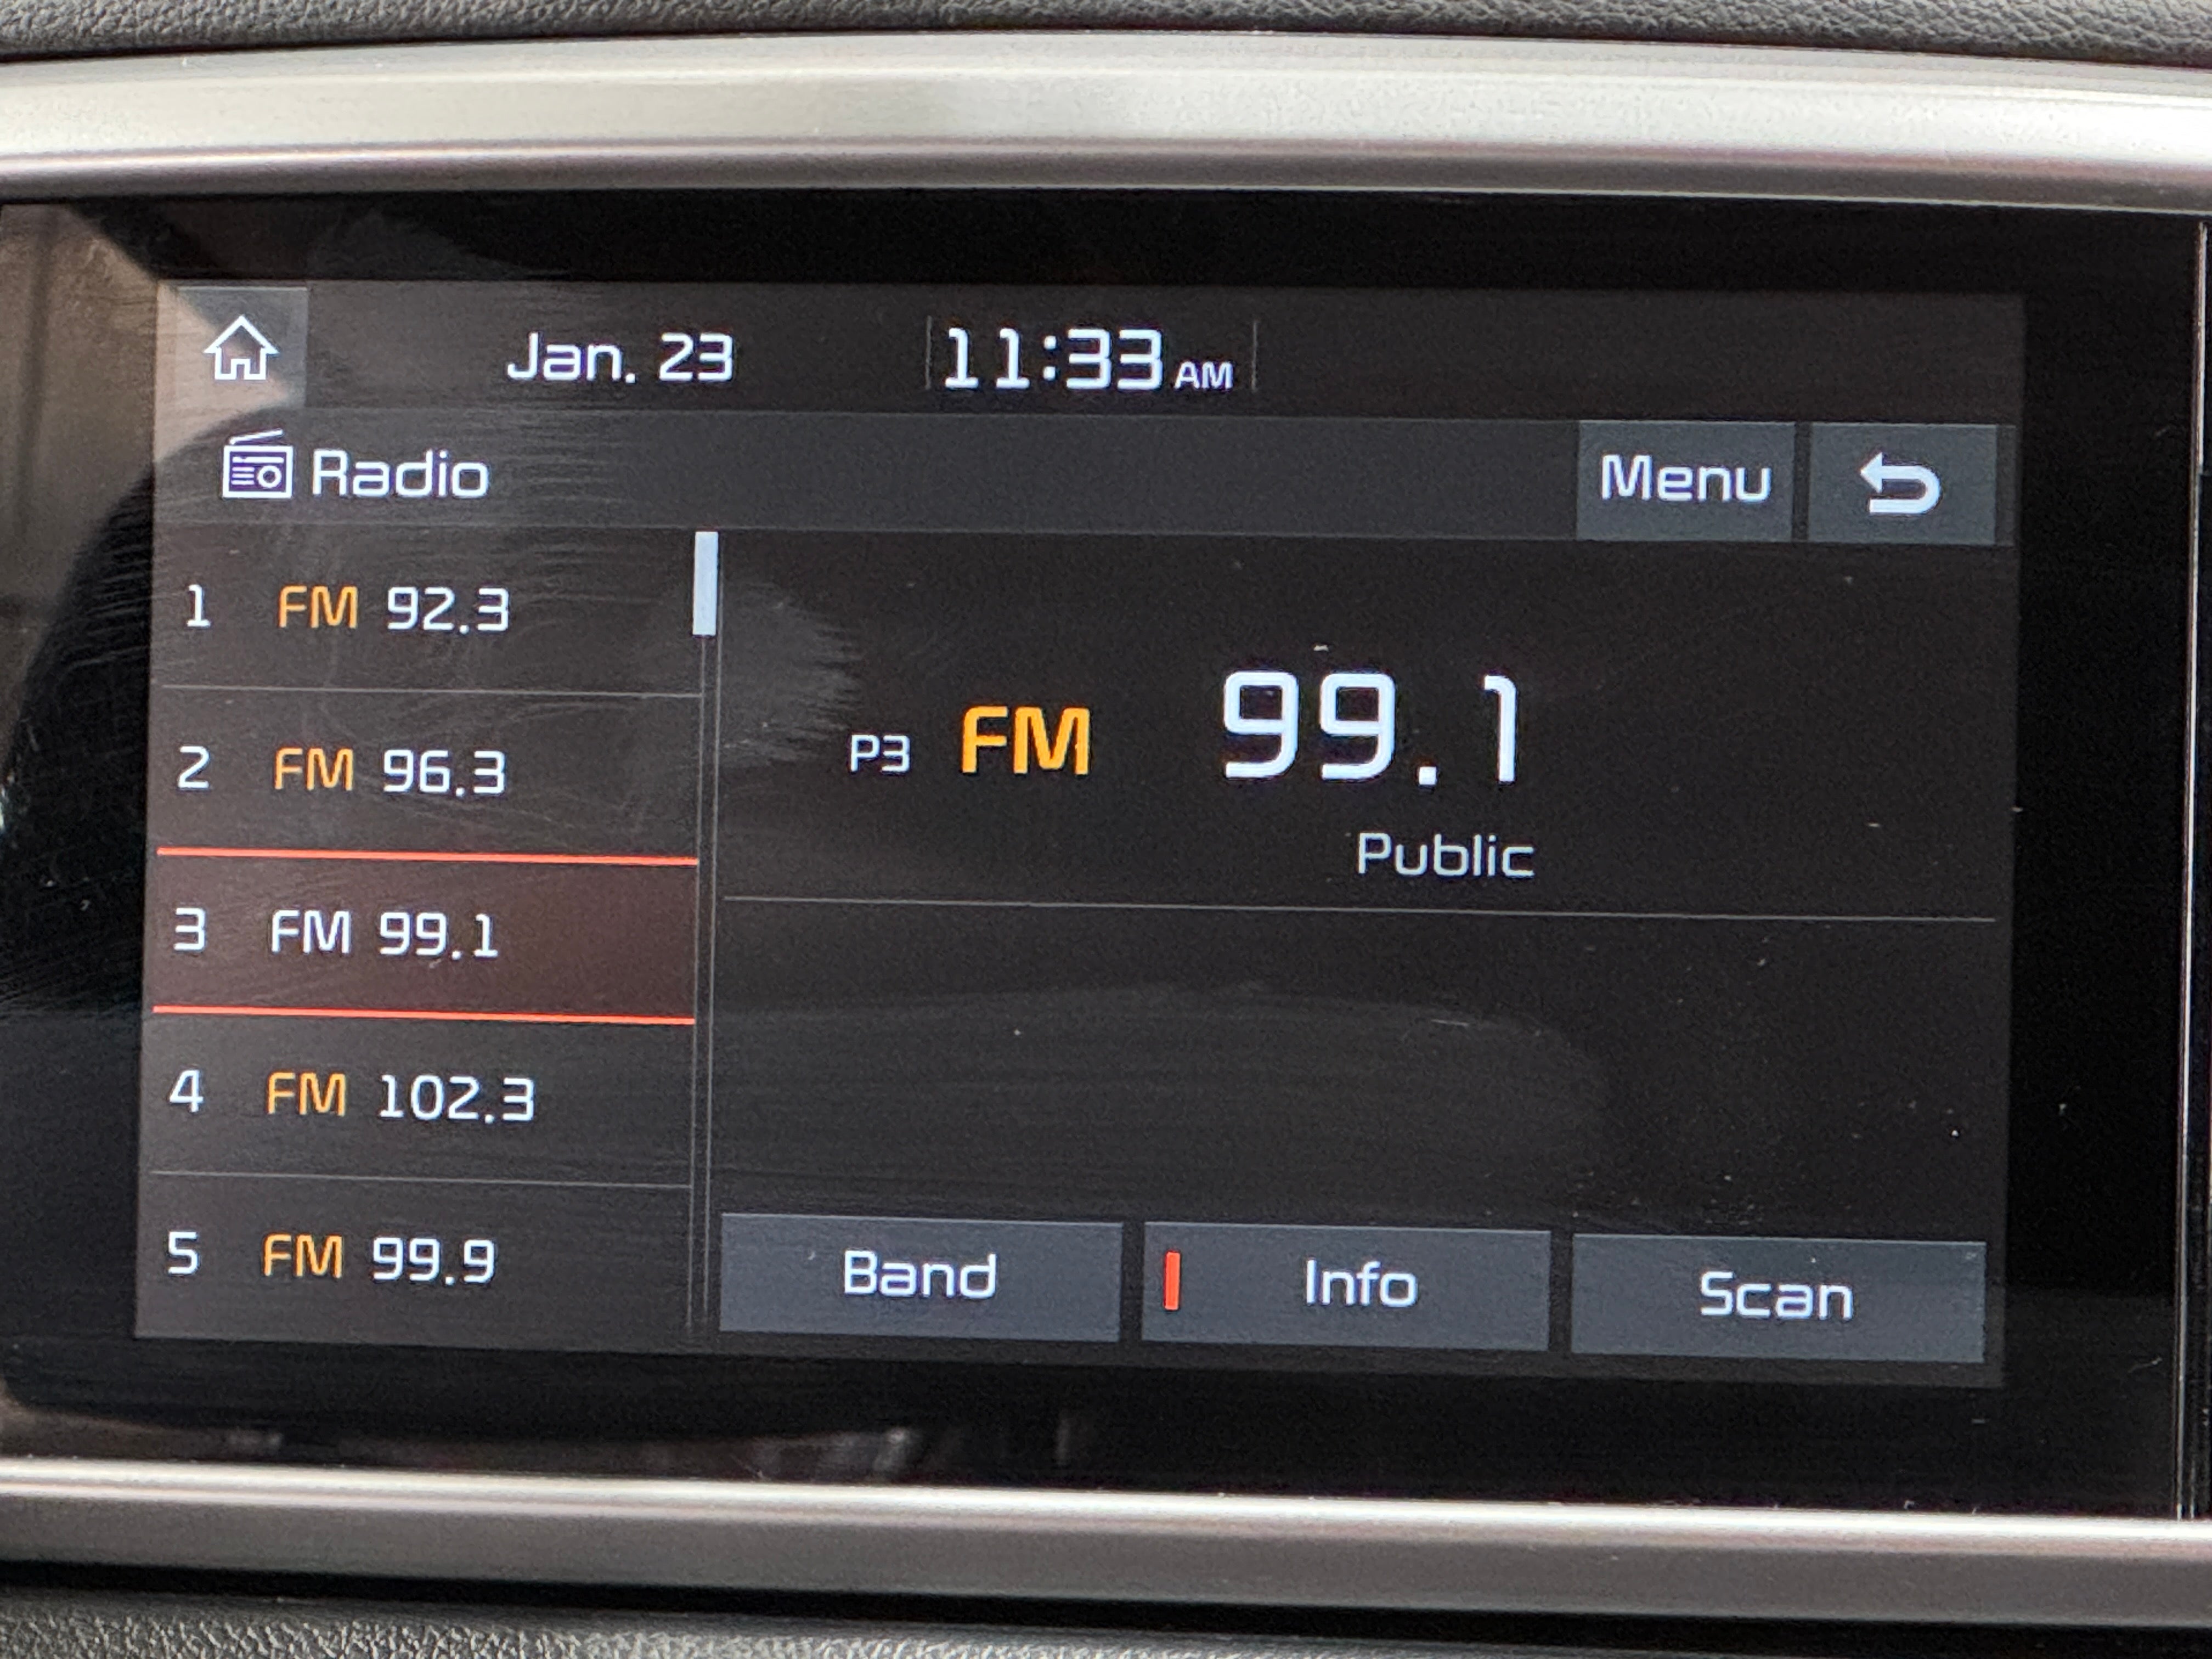 Jan. 23 11:33 AM
Radio Menu
1 FM 92.3
2 FM 96.3
3 FM 99.1
4 FM 102.3
5 FM 99.9
P3 FM 99.1
Public
Band Info Scan